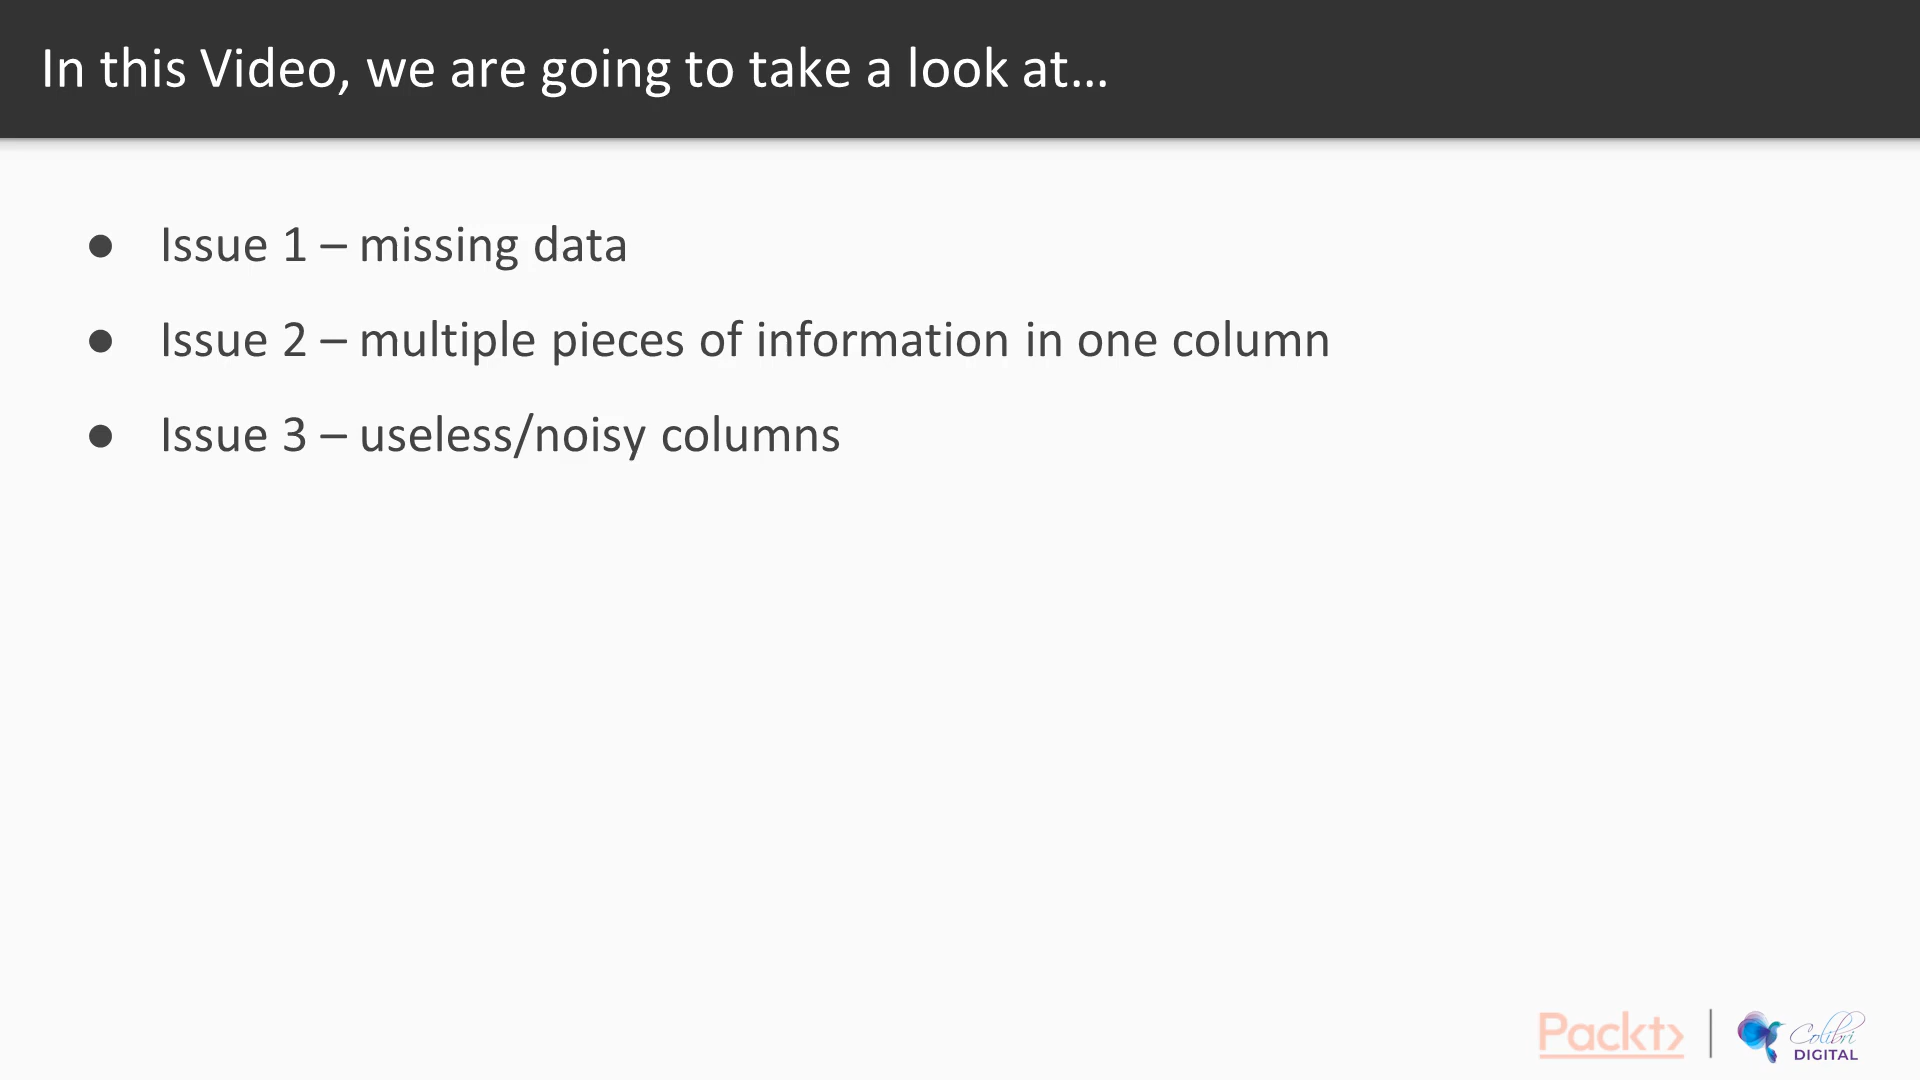 In this Video, we are going to take a look at...
● Issue 1 – missing data
● Issue 2 – multiple pieces of information in one column
● Issue 3 – useless/noisy columns
Packt>
Colibri
DIGITAL